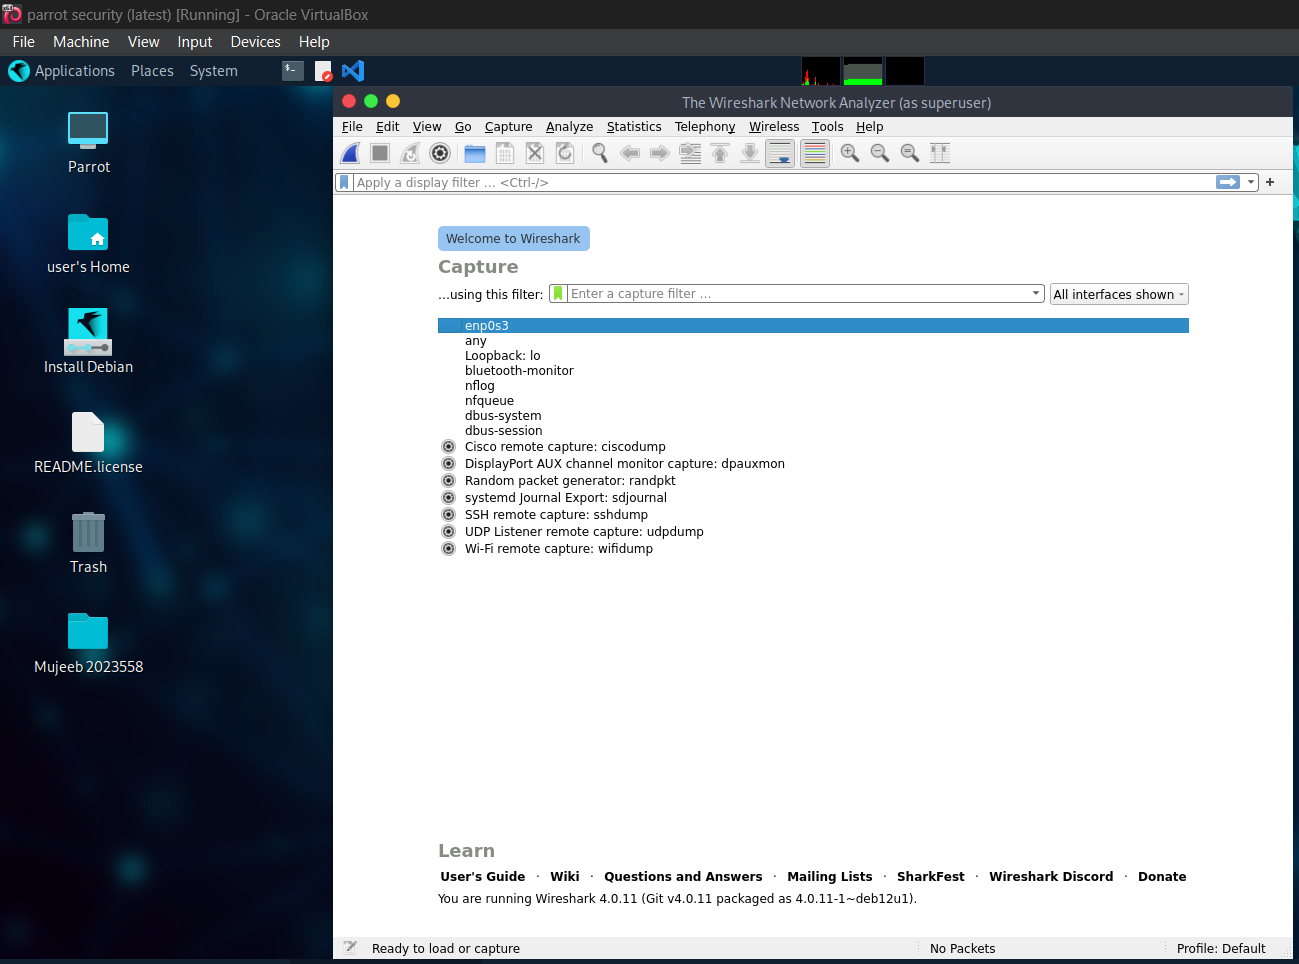 parrot security (latest) [Running] - Oracle VirtualBox
File Machine View Input Devices Help
Applications Places System
The Wireshark Network Analyzer (as superuser)
File Edit View Go Capture Analyze Statistics Telephony Wireless Tools Help
Apply a display filter ... <Ctrl-/>
Parrot
user's Home
Install Debian
README.license
Trash
Mujeeb 2023558
Welcome to Wireshark
Capture
...using this filter: Enter a capture filter ... All interfaces shown
enp0s3
any
Loopback: lo
bluetooth-monitor
nflog
nfqueue
dbus-system
dbus-session
Cisco remote capture: ciscodump
DisplayPort AUX channel monitor capture: dpauxmon
Random packet generator: randpkt
systemd Journal Export: sdjournal
SSH remote capture: sshdump
UDP Listener remote capture: udpdump
Wi-Fi remote capture: wifidump
Learn
User's Guide · Wiki · Questions and Answers · Mailing Lists · SharkFest · Wireshark Discord · Donate
You are running Wireshark 4.0.11 (Git v4.0.11 packaged as 4.0.11-1~deb12u1).
Ready to load or capture No Packets Profile: Default